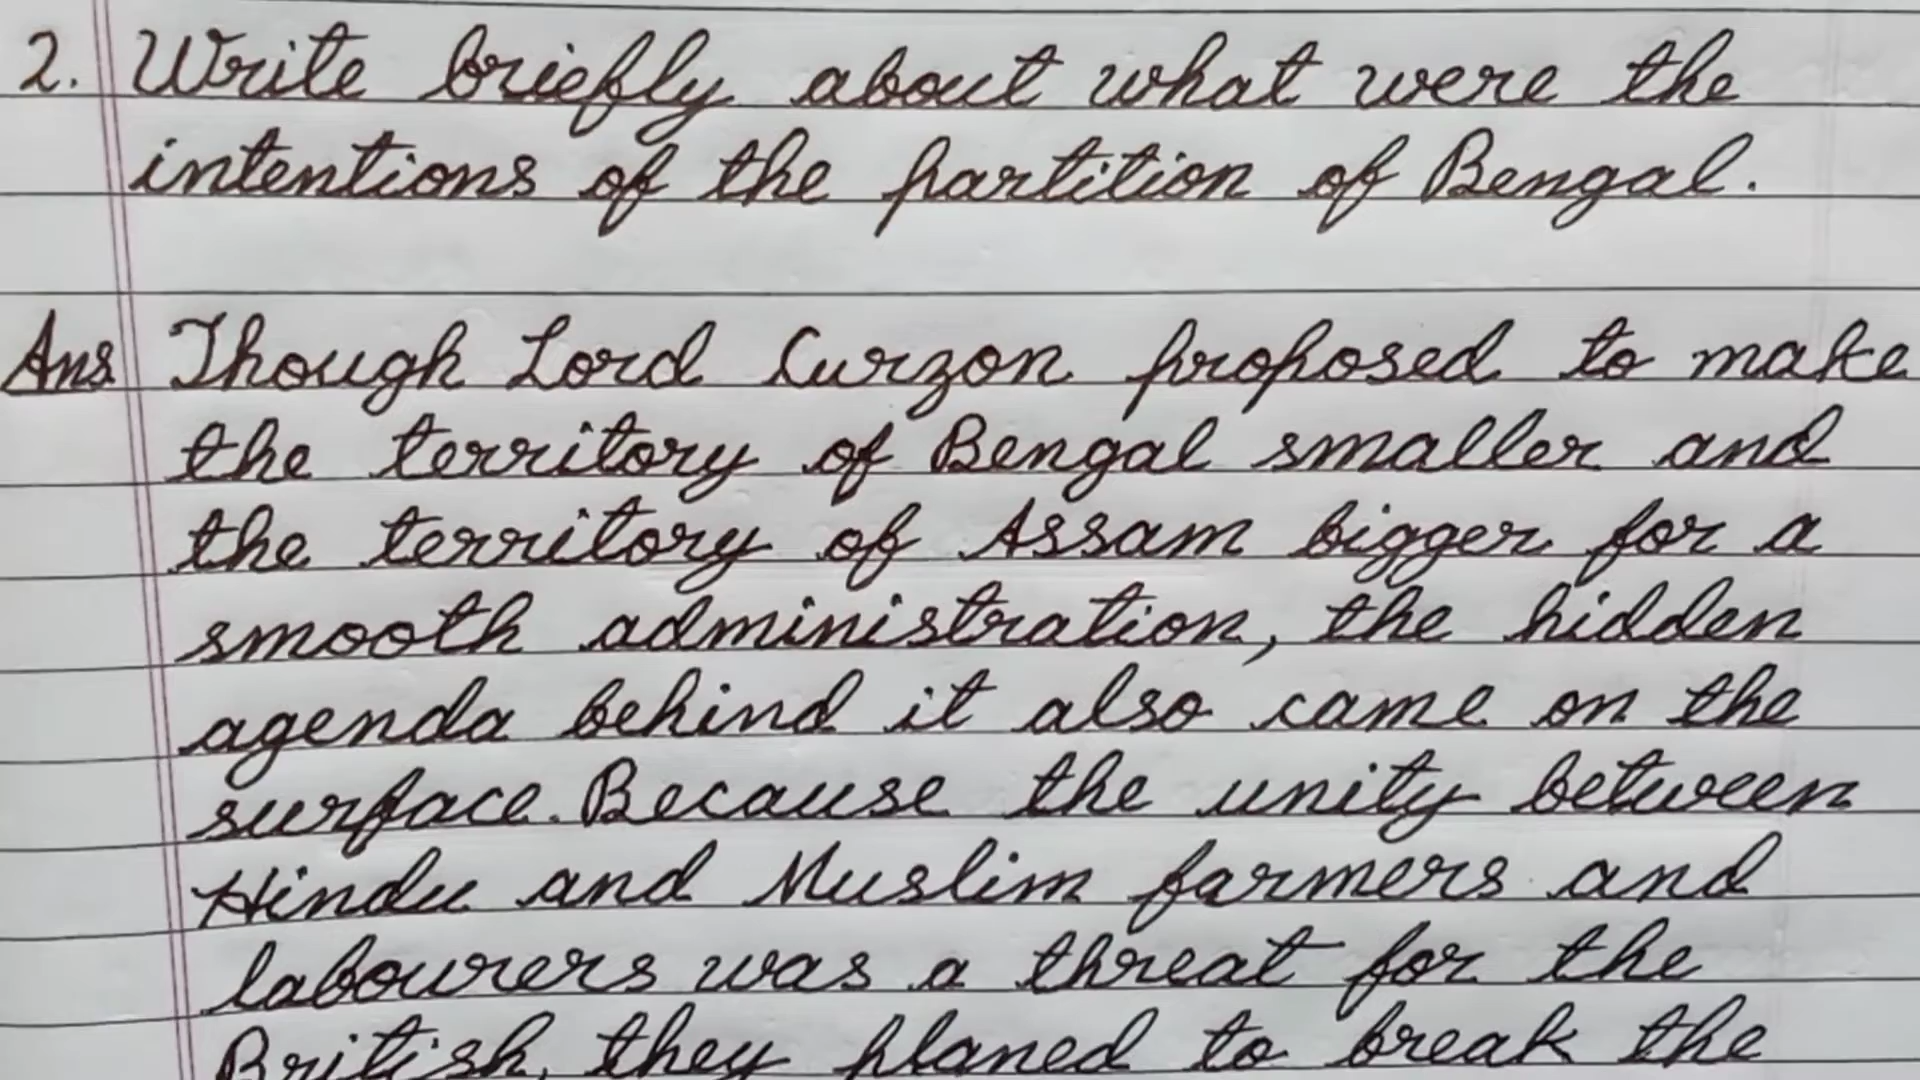 2. Write briefly about what were the
intentions of the partition of Bengal.
Ans Though Lord Curzon proposed to make
the territory of Bengal smaller and
the territory of Assam bigger for a
smooth administration, the hidden
agenda behind it also came on the
surface. Because the unity between
Hindu and Muslim farmers and
labourers was a threat for the
British, they planed to break the